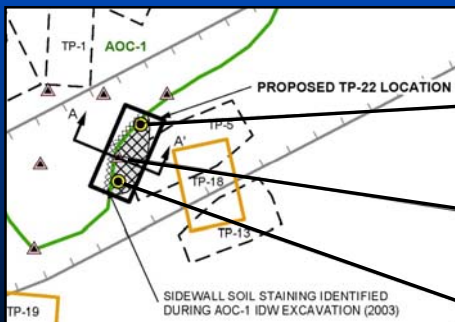 TP-1
AOC-1
PROPOSED TP-22 LOCATION
A
TP-5
A'
TP-18
TP-13
SIDEWALL SOIL STAINING IDENTIFIED
DURING AOC-1 IDW EXCAVATION (2003)
TP-19